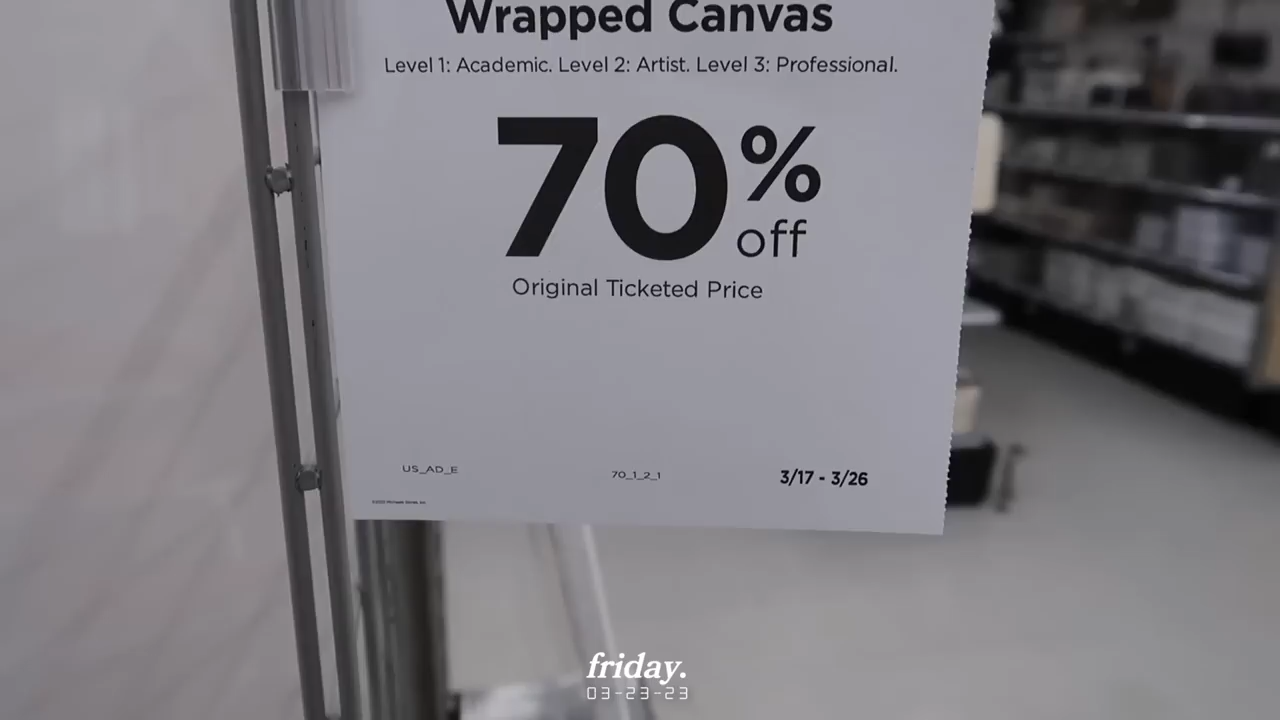 Wrapped Canvas
Level 1: Academic. Level 2: Artist. Level 3: Professional.
70%
off
Original Ticketed Price
US_AD_E
70_1_2_1
3/17 - 3/26
friday.
03-23-23